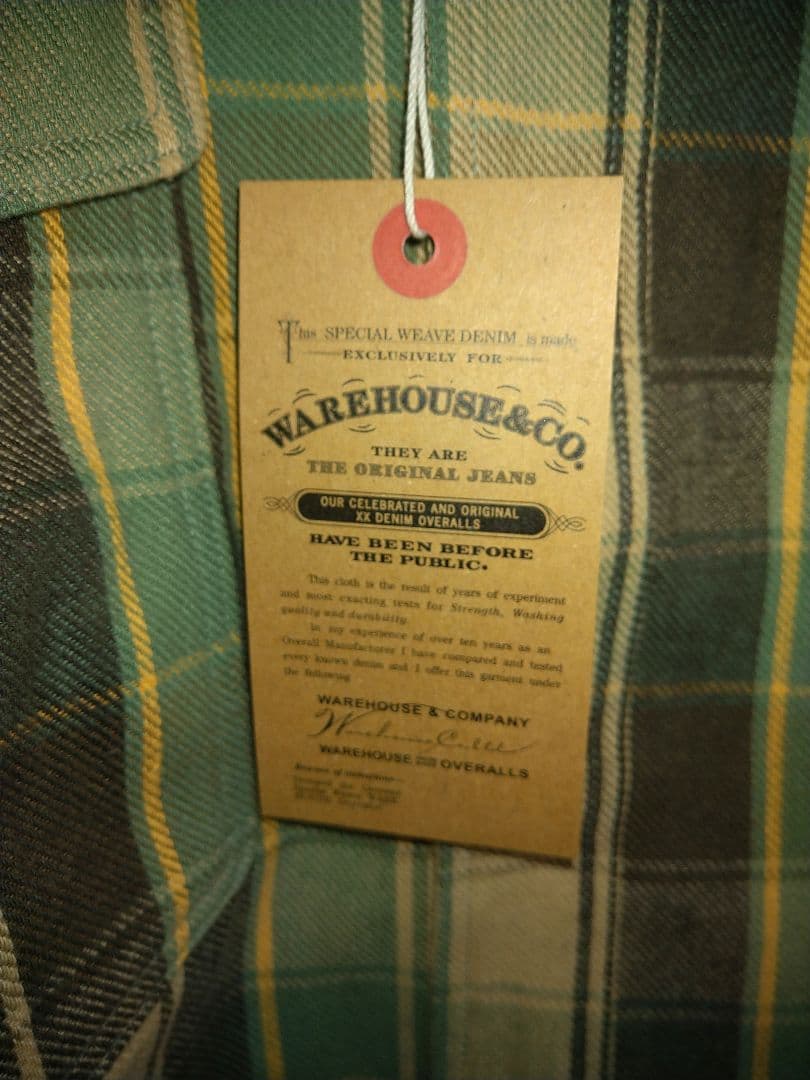 This SPECIAL WEAVE DENIM is made
EXCLUSIVELY FOR
WAREHOUSE&CO.
THEY ARE
THE ORIGINAL JEANS
OUR CELEBRATED AND ORIGINAL
XX DENIM OVERALLS
HAVE BEEN BEFORE
THE PUBLIC.
This cloth is the result of years of experiment
and most exacting tests for Strength, Washing
quality and durability
In my experience of over ten years as an
Overall Manufacturer I have compared and tested
every known denim and I offer this garment under
the following
WAREHOUSE & COMPANY
WAREHOUSE OVERALLS